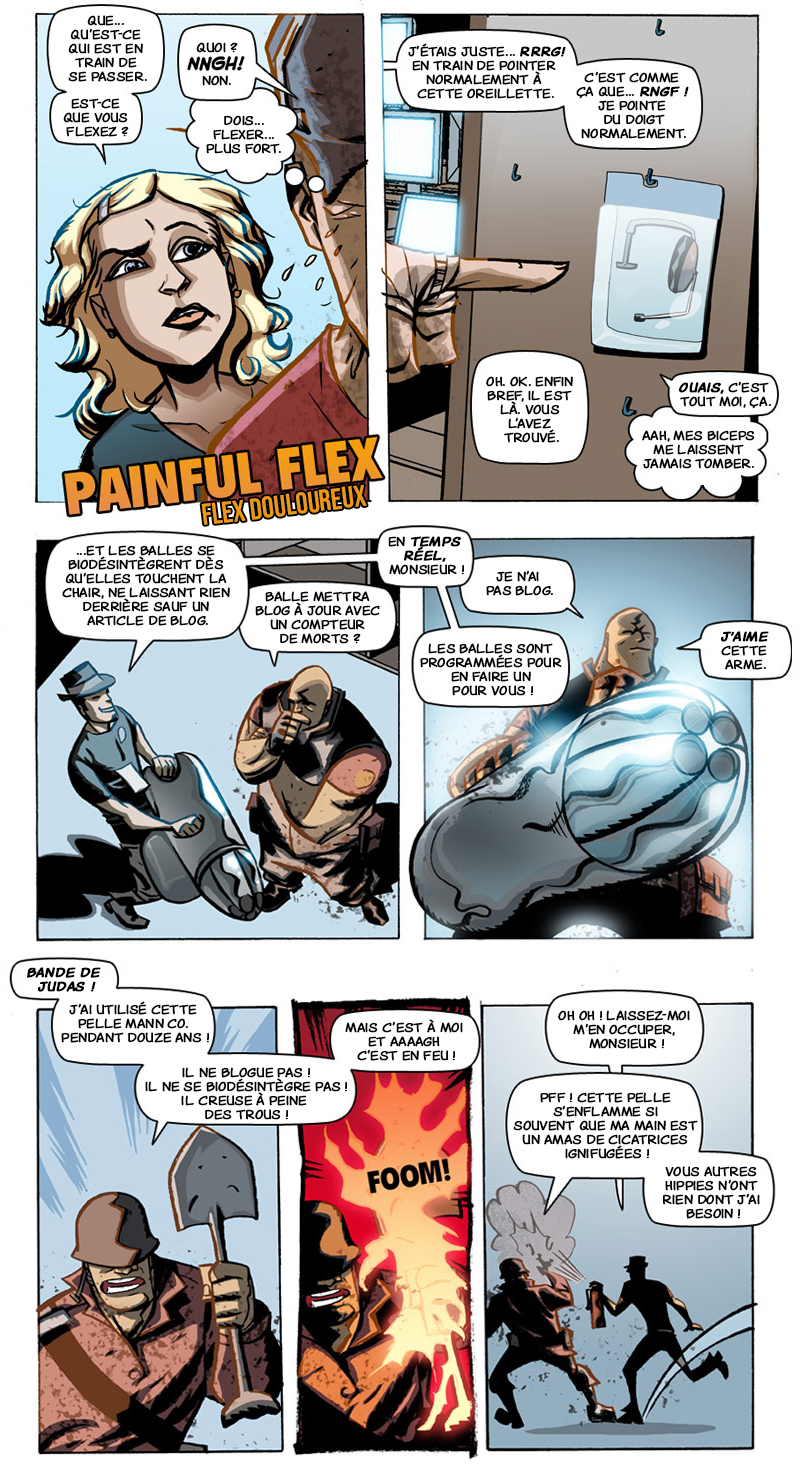 QUE...
QU'EST-CE
QUI EST EN
TRAIN DE
SE PASSER.
EST-CE
QUE VOUS
FLEXEZ ?
QUOI ?
NNGH!
NON.
DOIS...
FLEXER...
PLUS FORT.
J'ÉTAIS JUSTE... RRRG!
EN TRAIN DE POINTER
NORMALEMENT À
CETTE OREILLETTE.
C'EST COMME
ÇA QUE... RNGF !
JE POINTE
DU DOIGT
NORMALEMENT.
OH. OK. ENFIN
BREF, IL EST
LÀ. VOUS
L'AVEZ
TROUVÉ.
OUAIS, C'EST
TOUT MOI, ÇA.
AAH, MES BICEPS
ME LAISSENT
JAMAIS TOMBER.
PAINFUL FLEX
FLEX DOULOUREUX
...ET LES BALLES SE
BIODÉSINTÈGRENT DÈS
QU'ELLES TOUCHENT LA
CHAIR, NE LAISSANT RIEN
DERRIÈRE SAUF UN
ARTICLE DE BLOG.
BALLE METTRA
BLOG À JOUR AVEC
UN COMPTEUR
DE MORTS ?
EN TEMPS
RÉEL,
MONSIEUR !
JE N'AI
PAS BLOG.
LES BALLES SONT
PROGRAMMÉES POUR
EN FAIRE UN
POUR VOUS !
J'AIME
CETTE
ARME.
BANDE DE
JUDAS !
J'AI UTILISÉ CETTE
PELLE MANN CO.
PENDANT DOUZE ANS !
IL NE BLOGUE PAS !
IL NE SE BIODÉSINTÈGRE PAS !
IL CREUSE À PEINE
DES TROUS !
MAIS C'EST À MOI
ET AAAAGH
C'EST EN FEU !
FOOM!
OH OH ! LAISSEZ-MOI
M'EN OCCUPER,
MONSIEUR !
PFF ! CETTE PELLE
S'ENFLAMME SI
SOUVENT QUE MA MAIN EST
UN AMAS DE CICATRICES
IGNIFUGÉES !
VOUS AUTRES
HIPPIES N'ONT
RIEN DONT J'AI
BESOIN !